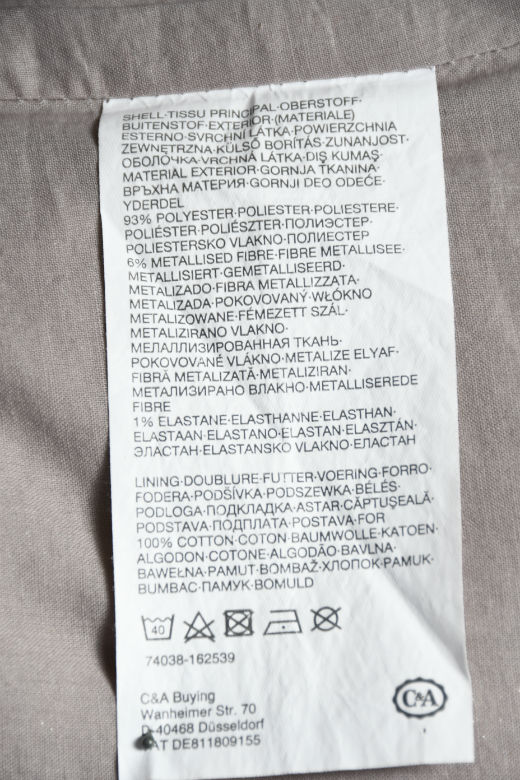 SHELL·TISSU PRINCIPAL·OBERSTOFF·
BUITENSTOF·EXTERIOR·(MATERIALE)
ESTERNO·SVRCHNI LÁTKA·POWIERZCHNIA
ZEWNĘTRZNA·KÜLSŐ BORÍTÁS·ZUNANJOST·
ОБОЛОЧКА·VRCHNÁ LÁTKA·DIŞ KUMAŞ·
MATERIAL EXTERIOR·GORNJA TKANINA·
ВРЪХНА МАТЕРИЯ·GORNJI DEO ODEĆE·
YDERDEL
93% POLYESTER·POLIESTER·POLIESTERE·
POLIÉSTER·POLIÉSZTER·ПОЛИЭСТЕР·
POLIESTERSKO VLAKNO·ПОЛИЕСТЕР
6% METALLISED FIBRE·FIBRE METALLISEE·
METALLISIERT·GEMETALLISEERD·
METALIZADO·FIBRA METALLIZZATA·
METALIZADA·POKOVOVANÝ·WŁÓKNO
METALIZOWANE·FÉMEZETT SZÁL·
METALIZIRANO VLAKNO·
МЕЛАЛЛИЗИРОВАННАЯ ТКАНЬ·
POKOVOVANÉ VLÁKNO·METALIZE ELYAF·
FIBRĂ METALIZATĂ·METALIZIRAN·
МЕТАЛИЗИРАНО ВЛАКНО·METALLISEREDE
FIBRE
1% ELASTANE·ELASTHANNE·ELASTHAN·
ELASTAAN·ELASTANO·ELASTAN·ELASZTÁN·
ЭЛАСТАН·ELASTANSKO VLAKNO·ЕЛАСТАН
LINING·DOUBLURE·FUTTER·VOERING·FORRO·
FODERA·PODŠÍVKA·PODSZEWKA·BÉLÉS·
PODLOGA·ПОДКЛАДКА·ASTAR·CĂPTUŞEALĂ·
PODSTAVA·ПОДПЛАТА·POSTAVA·FOR
100% COTTON·COTON·BAUMWOLLE·KATOEN·
ALGODON·COTONE·ALGODÃO·BAVLNA·
BAWEŁNA·PAMUT·BOMBAŽ·ХЛОПОК·PAMUK·
BUMBAC·ПАМУК·BOMULD
40
74038-162539
C&A Buying
Wanheimer Str. 70
D-40468 Düsseldorf
VAT DE811809155
C&A